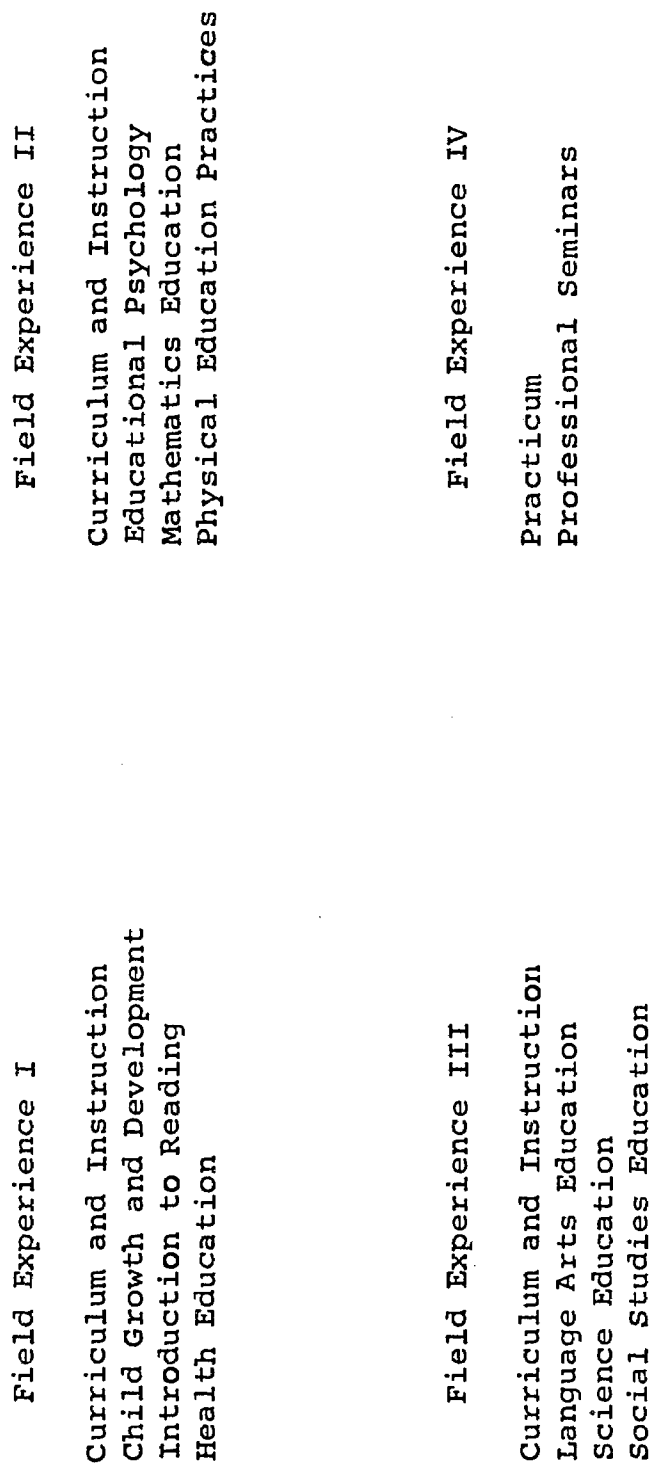 Field Experience I
Curriculum and Instruction
Child Growth and Development
Introduction to Reading
Health Education
Field Experience II
Curriculum and Instruction
Educational Psychology
Mathematics Education
Physical Education Practices
Field Experience III
Curriculum and Instruction
Language Arts Education
Science Education
Social Studies Education
Field Experience IV
Practicum
Professional Seminars